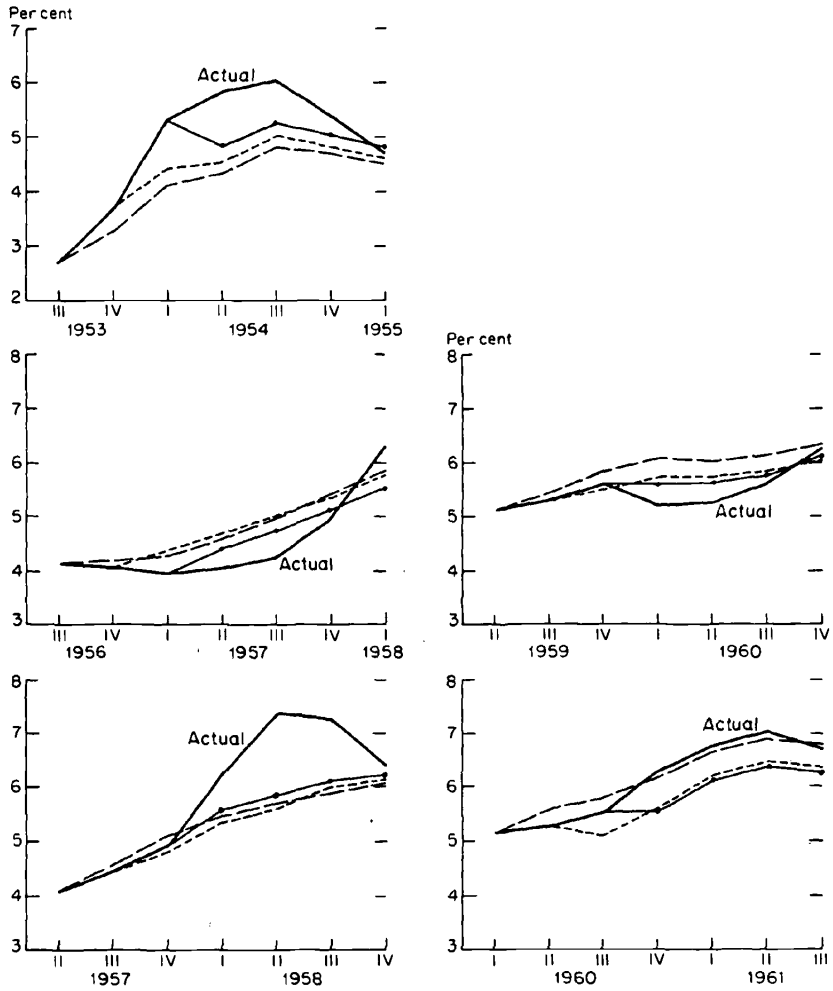 Per cent
7
6
5
4
3
2
Actual
III IV I II III IV I
1953 1954 1955
8
7
6
5
4
3
Actual
III IV I II III IV I
1956 1957 1958
Per cent
8
7
6
5
4
3
Actual
II III IV I II III IV
1959 1960
8
7
6
5
4
3
Actual
II III IV I II III IV
1957 1958
8
7
6
5
4
3
Actual
I II III IV I II III
1960 1961